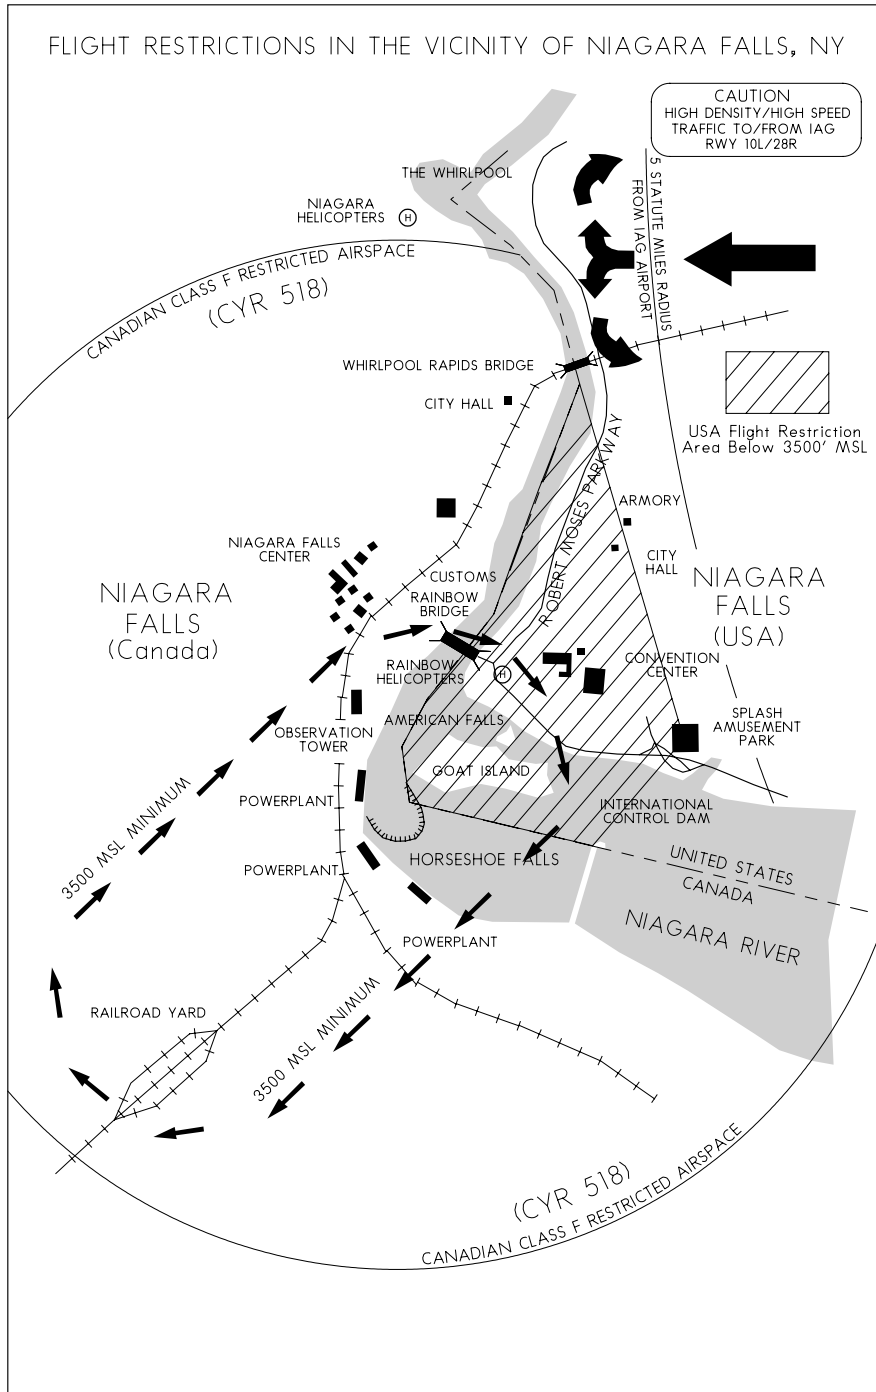 FLIGHT RESTRICTIONS IN THE VICINITY OF NIAGARA FALLS, NY
CAUTION
HIGH DENSITY/HIGH SPEED
TRAFFIC TO/FROM IAG
RWY 10L/28R
THE WHIRLPOOL
NIAGARA
HELICOPTERS
H
5 STATUTE MILES RADIUS
FROM IAG AIRPORT
CANADIAN CLASS F RESTRICTED AIRSPACE
(CYR 518)
WHIRLPOOL RAPIDS BRIDGE
CITY HALL
USA Flight Restriction
Area Below 3500' MSL
ROBERT MOSES PARKWAY
ARMORY
CITY
HALL
NIAGARA FALLS
CENTER
CUSTOMS
RAINBOW
BRIDGE
NIAGARA
FALLS
(Canada)
NIAGARA
FALLS
(USA)
RAINBOW
HELICOPTERS
H
CONVENTION
CENTER
AMERICAN FALLS
SPLASH
AMUSEMENT
PARK
OBSERVATION
TOWER
GOAT ISLAND
POWERPLANT
INTERNATIONAL
CONTROL DAM
3500 MSL MINIMUM
HORSESHOE FALLS
UNITED STATES
CANADA
POWERPLANT
NIAGARA RIVER
POWERPLANT
RAILROAD YARD
3500 MSL MINIMUM
(CYR 518)
CANADIAN CLASS F RESTRICTED AIRSPACE